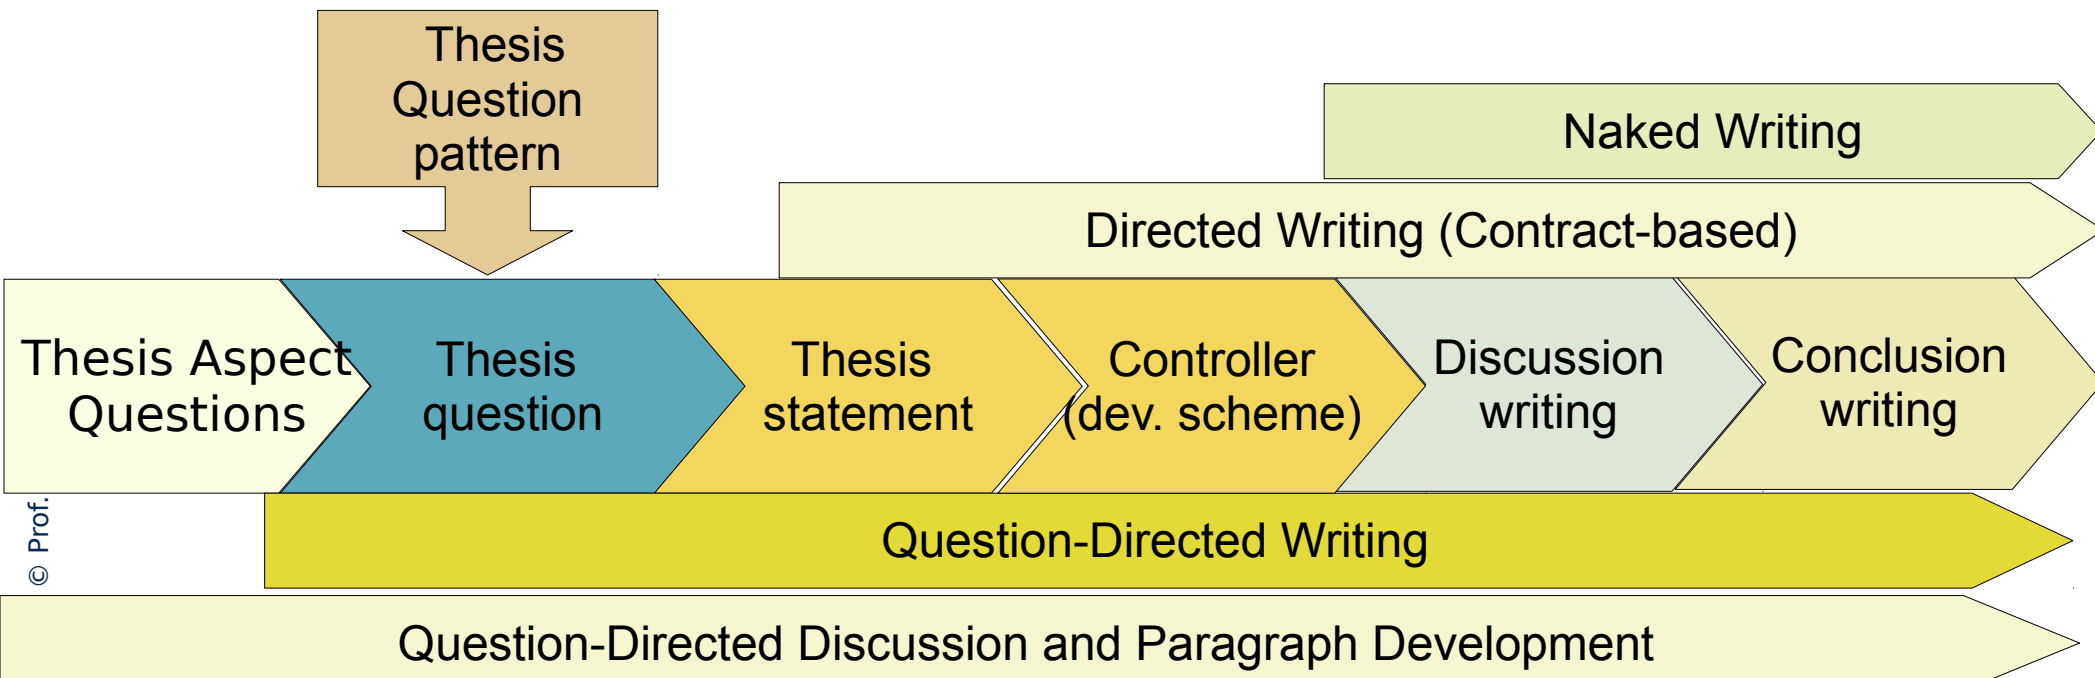 Thesis
Question
pattern
Naked Writing
Directed Writing (Contract-based)
Thesis Aspect
Questions
Thesis
question
Thesis
statement
Controller
(dev. scheme)
Discussion
writing
Conclusion
writing
© Prof.
Question-Directed Writing
Question-Directed Discussion and Paragraph Development